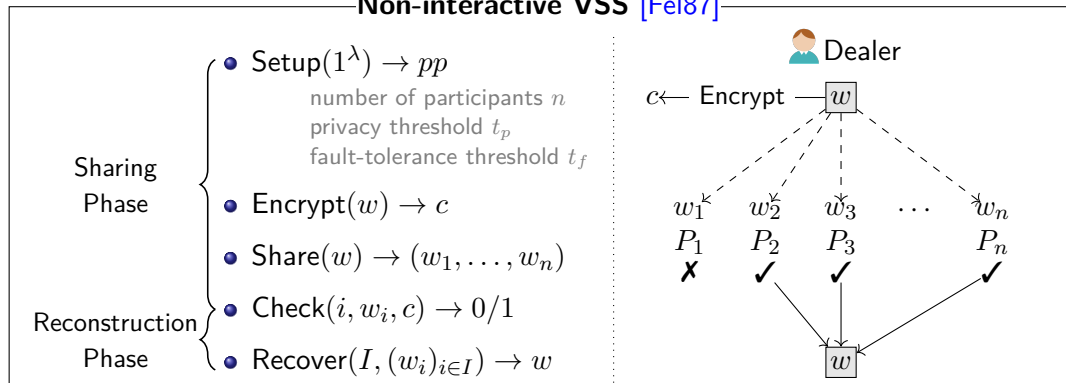 Non-interactive VSS [Fel87]
Sharing
Phase
Reconstruction
Phase
Setup(1^λ) → pp
number of participants n
privacy threshold t_p
fault-tolerance threshold t_f
Encrypt(w) → c
Share(w) → (w_1, . . . , w_n)
Check(i, w_i, c) → 0/1
Recover(I, (w_i)_{i∈I}) → w
Dealer
c ← Encrypt — w
w_1 w_2 w_3 · · · w_n
P_1 P_2 P_3 P_n
✗ ✓ ✓ ✓
w